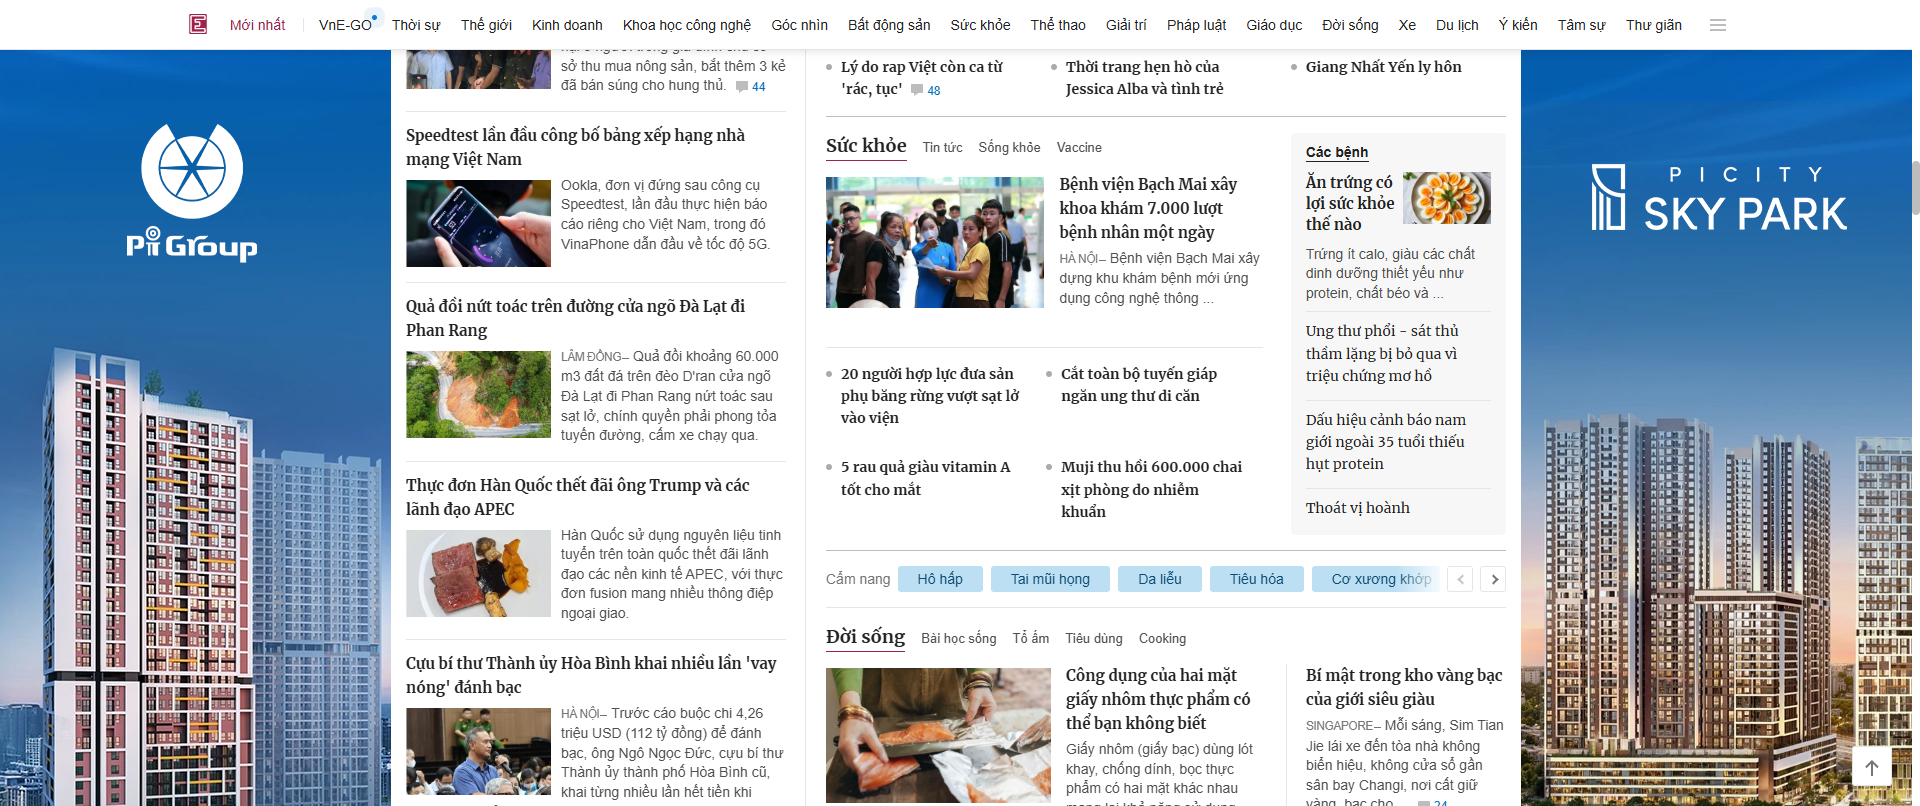 Mới nhất
VnE-GO
Thời sự
Thế giới
Kinh doanh
Khoa học công nghệ
Góc nhìn
Bất động sản
Sức khỏe
Thể thao
Giải trí
Pháp luật
Giáo dục
Đời sống
Xe
Du lịch
Ý kiến
Tâm sự
Thư giãn
Pi Group
sở thu mua nông sản, bắt thêm 3 kẻ
đã bán súng cho hung thủ. 44
Speedtest lần đầu công bố bảng xếp hạng nhà
mạng Việt Nam
Ookla, đơn vị đứng sau công cụ
Speedtest, lần đầu thực hiện báo
cáo riêng cho Việt Nam, trong đó
VinaPhone dẫn đầu về tốc độ 5G.
Quả đồi nứt toác trên đường cửa ngõ Đà Lạt đi
Phan Rang
LÂM ĐỒNG– Quả đồi khoảng 60.000
m3 đất đá trên đèo D'ran cửa ngõ
Đà Lạt đi Phan Rang nứt toác sau
sạt lở, chính quyền phải phong tỏa
tuyến đường, cấm xe chạy qua.
Thực đơn Hàn Quốc thết đãi ông Trump và các
lãnh đạo APEC
Hàn Quốc sử dụng nguyên liệu tinh
tuyển trên toàn quốc thết đãi lãnh
đạo các nền kinh tế APEC, với thực
đơn fusion mang nhiều thông điệp
ngoại giao.
Cựu bí thư Thành ủy Hòa Bình khai nhiều lần 'vay
nóng' đánh bạc
HÀ NỘI– Trước cáo buộc chi 4,26
triệu USD (112 tỷ đồng) để đánh
bạc, ông Ngô Ngọc Đức, cựu bí thư
Thành ủy thành phố Hòa Bình cũ,
khai từng nhiều lần hết tiền khi
Lý do rap Việt còn ca từ
'rác, tục' 48
Thời trang hẹn hò của
Jessica Alba và tình trẻ
Giang Nhất Yến ly hôn
Sức khỏe
Tin tức
Sống khỏe
Vaccine
Bệnh viện Bạch Mai xây
khoa khám 7.000 lượt
bệnh nhân một ngày
HÀ NỘI– Bệnh viện Bạch Mai xây
dựng khu khám bệnh mới ứng
dụng công nghệ thông ...
20 người hợp lực đưa sản
phụ băng rừng vượt sạt lở
vào viện
Cắt toàn bộ tuyến giáp
ngăn ung thư di căn
5 rau quả giàu vitamin A
tốt cho mắt
Muji thu hồi 600.000 chai
xịt phòng do nhiễm
khuẩn
Các bệnh
Ăn trứng có
lợi sức khỏe
thế nào
Trứng ít calo, giàu các chất
dinh dưỡng thiết yếu như
protein, chất béo và ...
Ung thư phổi - sát thủ
thầm lặng bị bỏ qua vì
triệu chứng mơ hồ
Dấu hiệu cảnh báo nam
giới ngoài 35 tuổi thiếu
hụt protein
Thoát vị hoành
Cẩm nang
Hô hấp
Tai mũi họng
Da liễu
Tiêu hóa
Cơ xương khớp
Đời sống
Bài học sống
Tổ ấm
Tiêu dùng
Cooking
Công dụng của hai mặt
giấy nhôm thực phẩm có
thể bạn không biết
Giấy nhôm (giấy bạc) dùng lót
khay, chống dính, bọc thực
phẩm có hai mặt khác nhau
Bí mật trong kho vàng bạc
của giới siêu giàu
SINGAPORE– Mỗi sáng, Sim Tian
Jie lái xe đến tòa nhà không
biển hiệu, không cửa sổ gần
sân bay Changi, nơi cất giữ
vàng, bạc cho ... 24
PICITY
SKY PARK